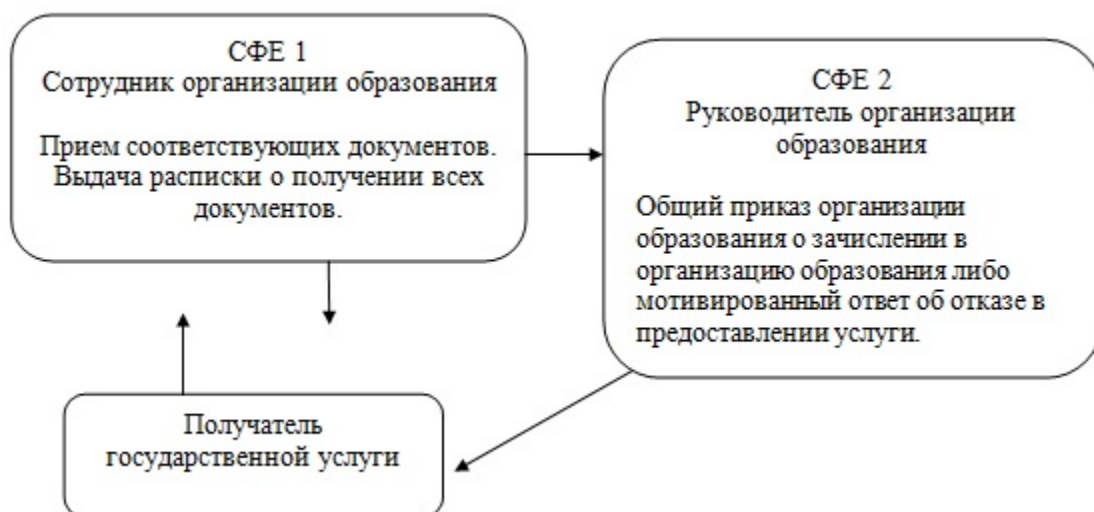 СФЕ 1
Сотрудник организации образования
Прием соответствующих документов.
Выдача расписки о получении всех
документов.
СФЕ 2
Руководитель организации
образования
Общий приказ организации
образования о зачислении в
организацию образования либо
мотивированный ответ об отказе в
предоставлении услуги.
Получатель
государственной услуги